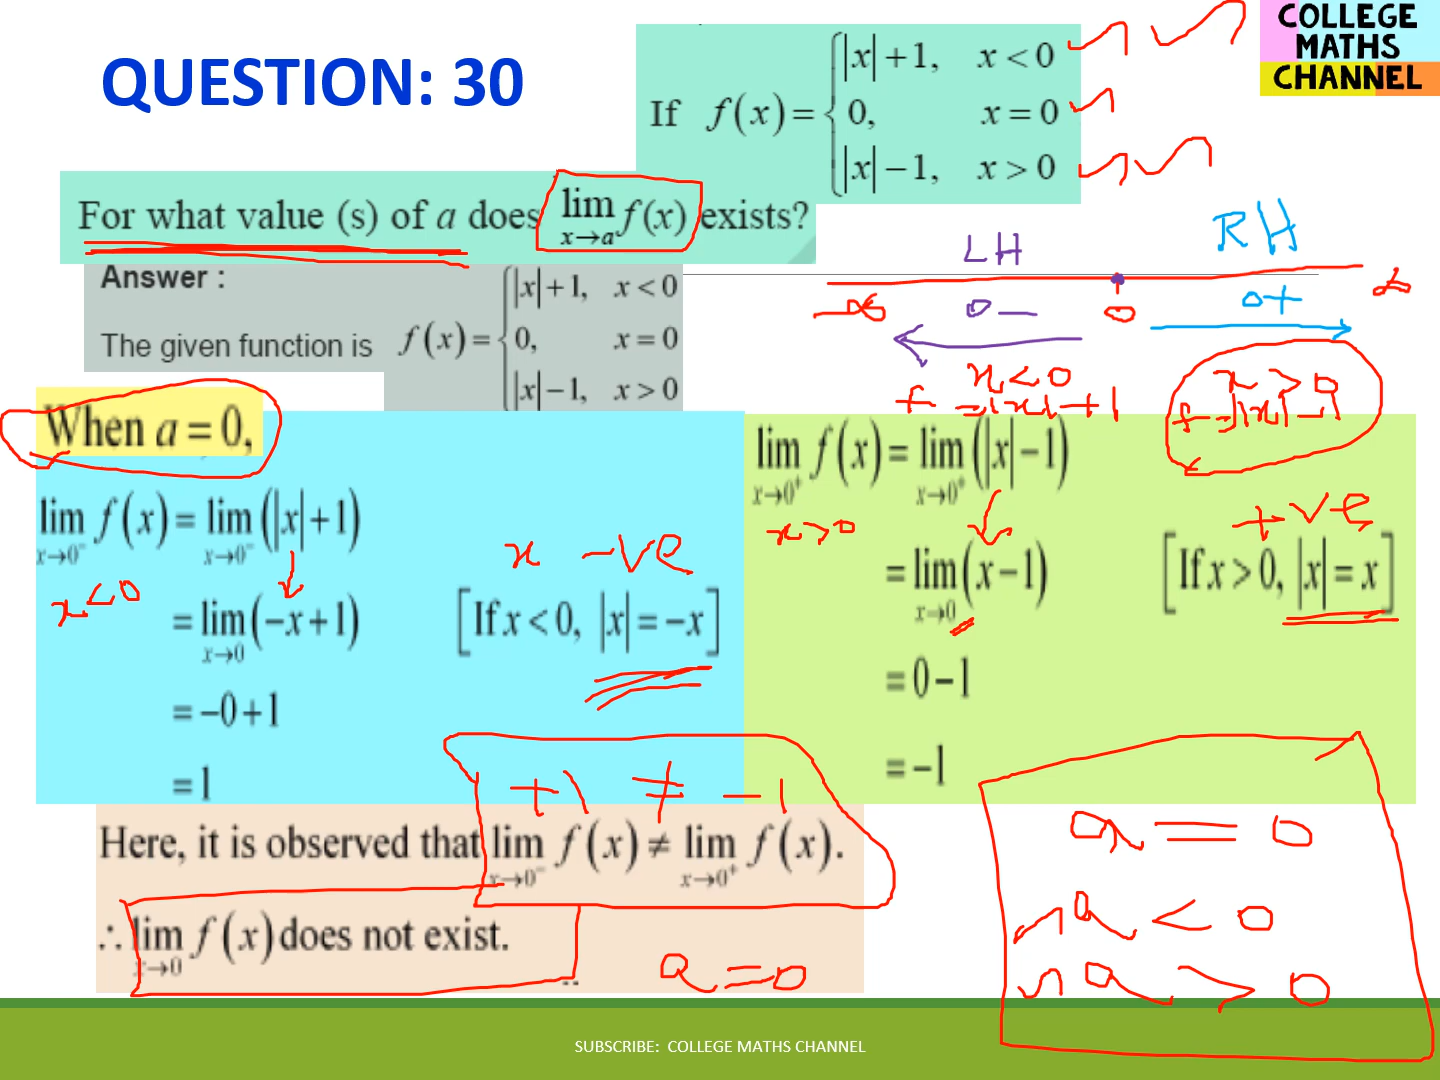 QUESTION: 30
COLLEGE
MATHS
CHANNEL
If f(x) = { |x| + 1, x < 0
0, x = 0
|x| − 1, x > 0
For what value (s) of a does lim x→a f(x) exists?
LH
RH
−∞ 0− 0 0+ ∞
x < 0
f = |x| + 1
x > 0
f = |x| − 1
Answer :
The given function is f(x) = { |x| + 1, x < 0
0, x = 0
|x| − 1, x > 0
When a = 0,
lim x→0⁻ f(x) = lim x→0⁻ (|x| + 1)
x < 0
x −ve
= lim x→0 (−x + 1) [If x < 0, |x| = −x]
= −0 + 1
= 1
lim x→0⁺ f(x) = lim x→0⁺ (|x| − 1)
x > 0
+ve
= lim x→0 (x − 1) [If x > 0, |x| = x]
= 0 − 1
= −1
+1 ≠ −1
Here, it is observed that lim x→0⁻ f(x) ≠ lim x→0⁺ f(x).
∴ lim x→0 f(x) does not exist.
a = 0
a = 0
a < 0
a > 0
SUBSCRIBE: COLLEGE MATHS CHANNEL